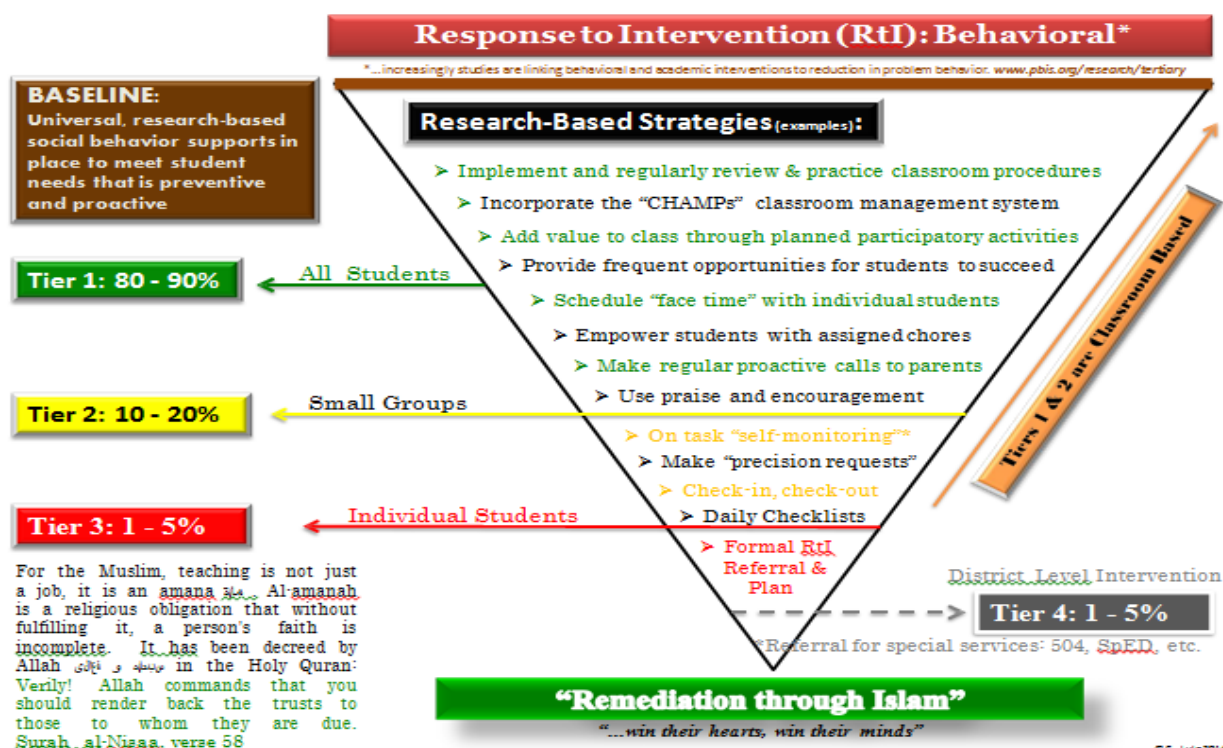 Response to Intervention (RtI): Behavioral*
*...increasingly studies are linking behavioral and academic interventions to reduction in problem behavior. www.pbis.org/research/tertiary
BASELINE:
Universal, research-based
social behavior supports in
place to meet student
needs that is preventive
and proactive
Research-Based Strategies (examples):
➢ Implement and regularly review & practice classroom procedures
➢ Incorporate the “CHAMPs” classroom management system
➢ Add value to class through planned participatory activities
➢ Provide frequent opportunities for students to succeed
➢ Schedule “face time” with individual students
➢ Empower students with assigned chores
➢ Make regular proactive calls to parents
➢ Use praise and encouragement
Tiers 1 & 2 are Classroom Based
Tier 1: 80 - 90%
All Students
Tier 2: 10 - 20%
Small Groups
➢ On task “self-monitoring”*
➢ Make “precision requests”
➢ Check-in, check-out
➢ Daily Checklists
Tier 3: 1 - 5%
Individual Students
➢ Formal RtI
Referral &
Plan
District Level Intervention
Tier 4: 1 - 5%
*Referral for special services: 504, SpED, etc.
For the Muslim, teaching is not just
a job, it is an amana , Al-amanah
is a religious obligation that without
fulfilling it, a person's faith is
incomplete. It has been decreed by
Allah و in the Holy Quran:
Verily! Allah commands that you
should render back the trusts to
those to whom they are due.
Surah al-Nisaa, verse 58
“Remediation through Islam”
“...win their hearts, win their minds”